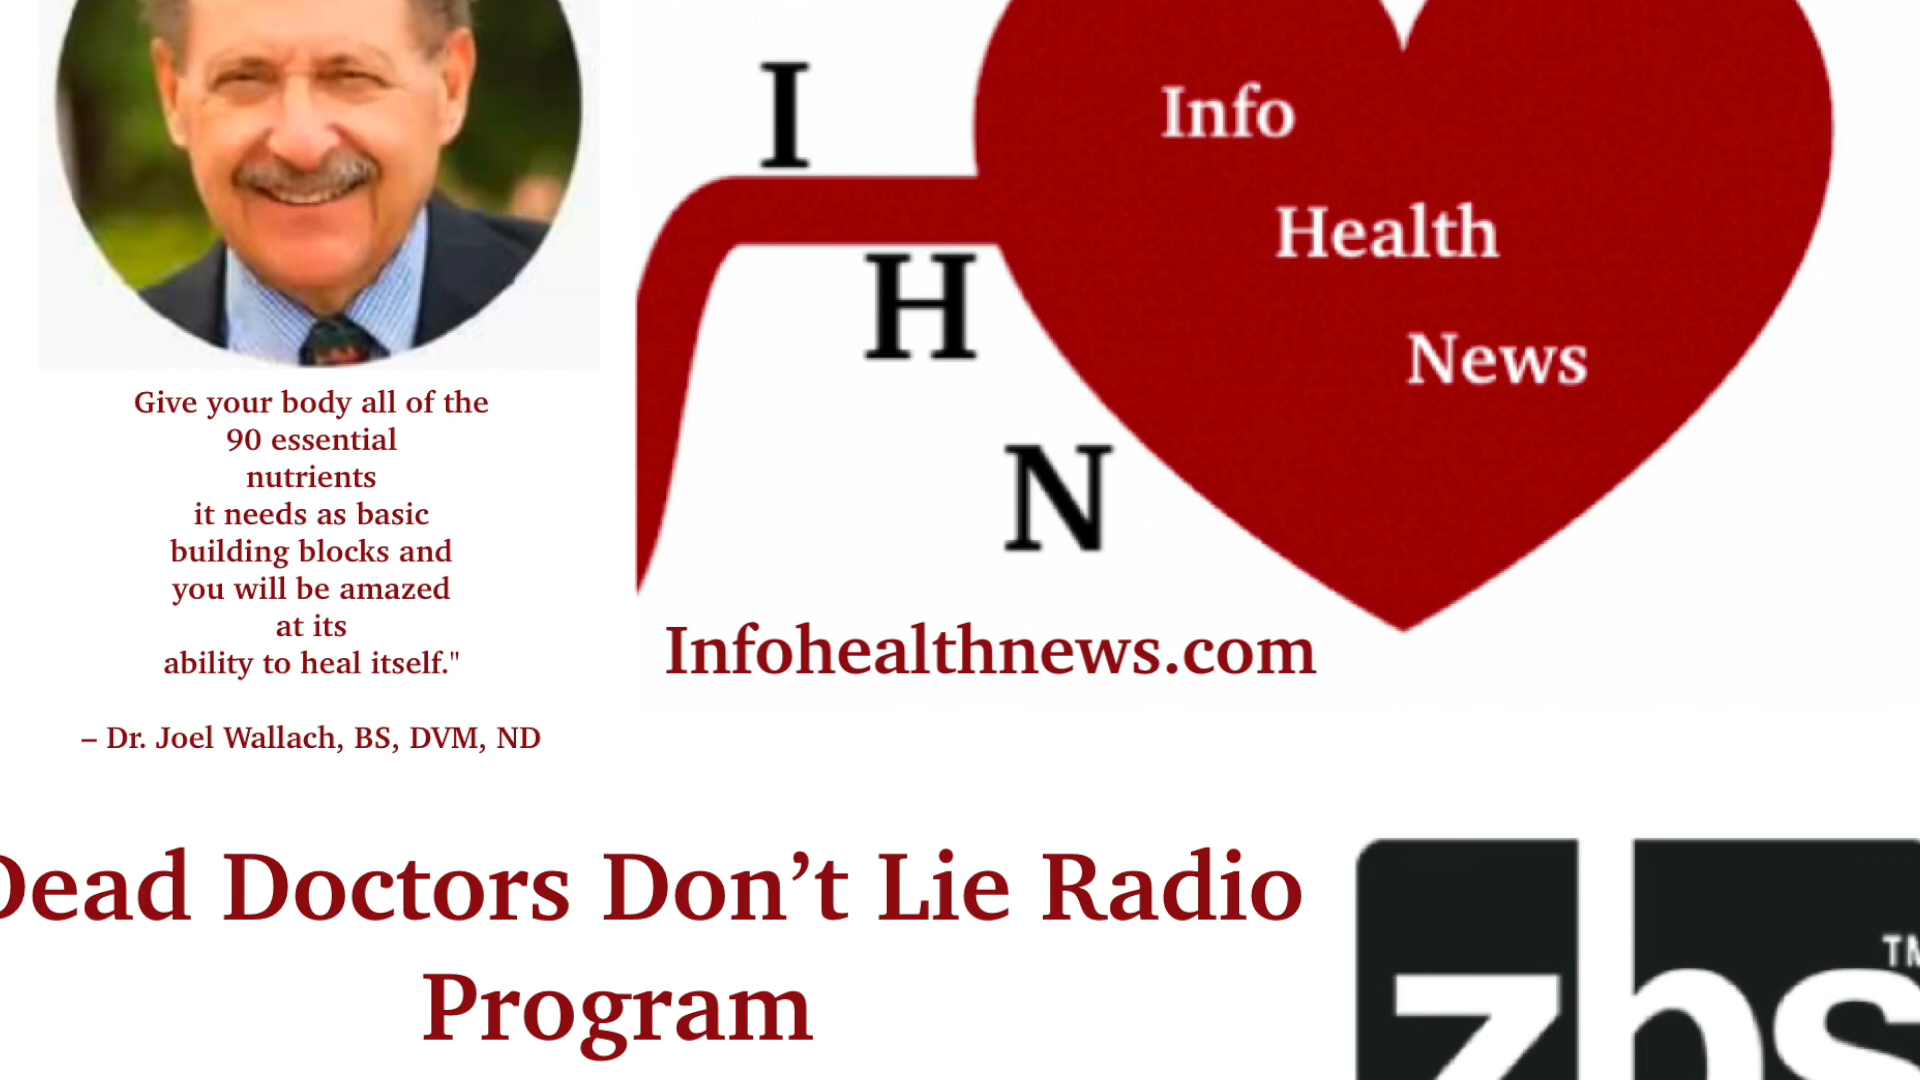 Give your body all of the
90 essential
nutrients
it needs as basic
building blocks and
you will be amazed
at its
ability to heal itself."
– Dr. Joel Wallach, BS, DVM, ND
I
H
N
Info
Health
News
Infohealthnews.com
Dead Doctors Don’t Lie Radio
Program
zbs
TM